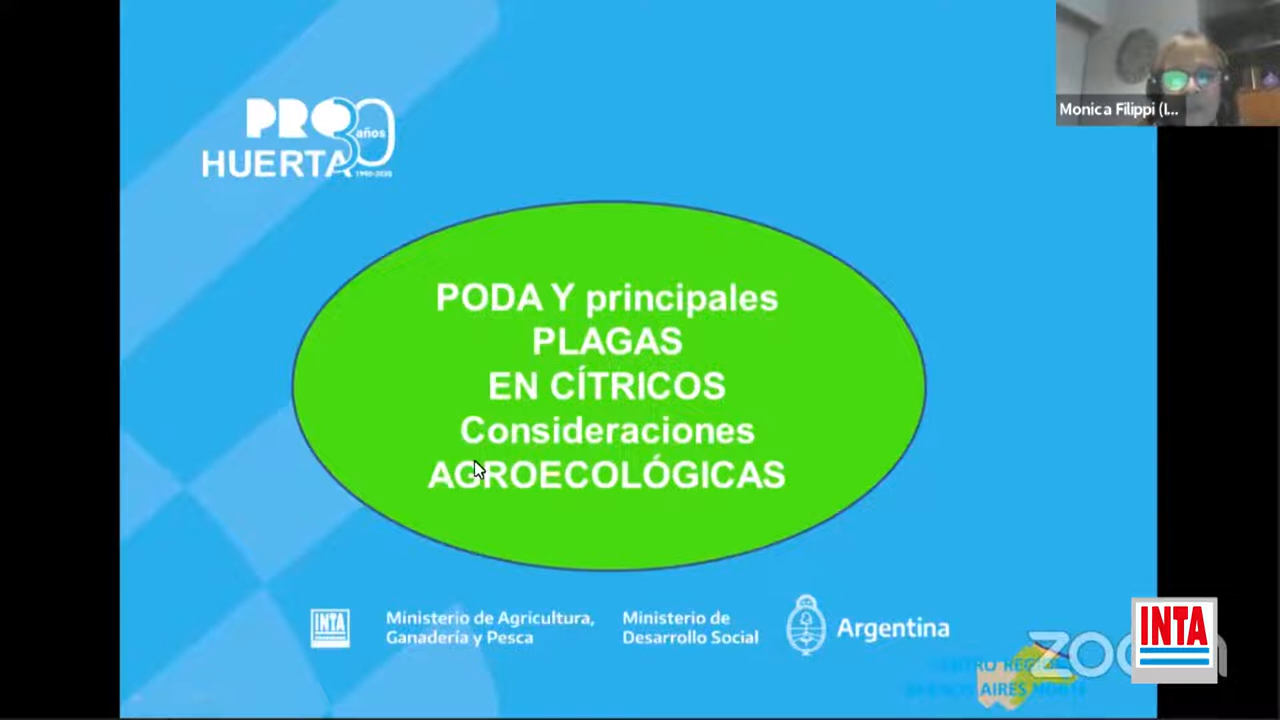 PRO 30 años
HUERTA 1990-2020
Monica Filippi (I...
PODA Y principales
PLAGAS
EN CÍTRICOS
Consideraciones
AGROECOLÓGICAS
INTA
Ministerio de Agricultura,
Ganadería y Pesca
Ministerio de
Desarrollo Social
Argentina
INTA